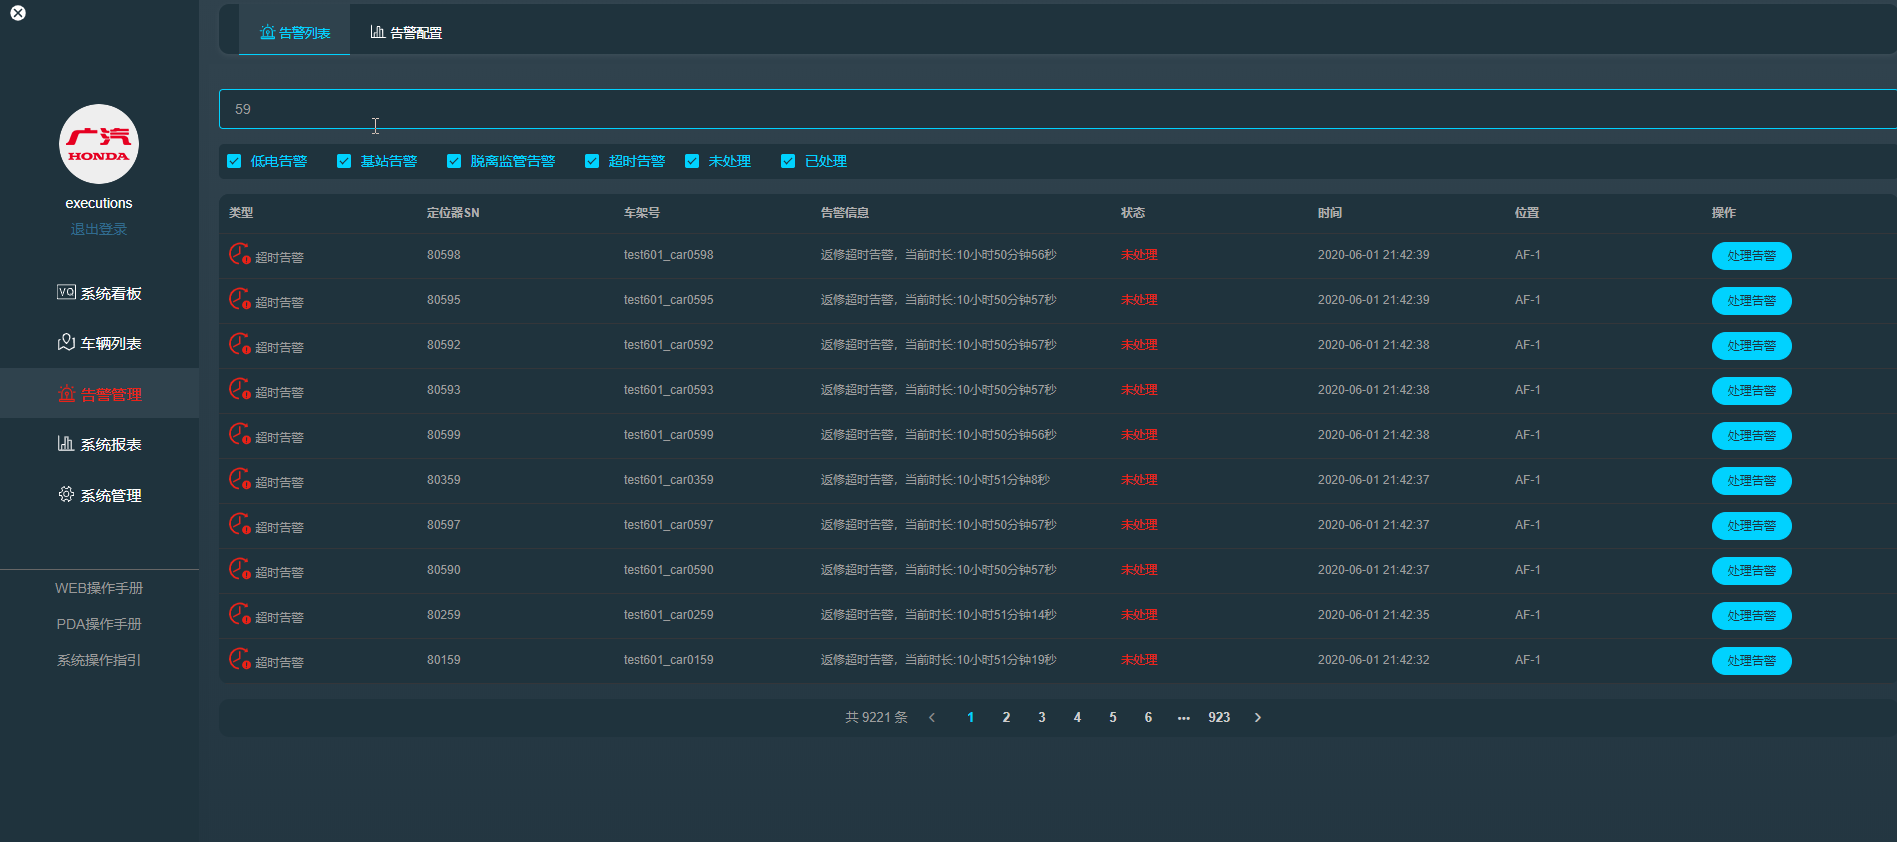 告警列表
告警配置
59
低电告警
基站告警
脱离监管告警
超时告警
未处理
已处理
广汽
HONDA
executions
退出登录
VQ 系统看板
车辆列表
告警管理
系统报表
系统管理
WEB操作手册
PDA操作手册
系统操作指引
类型 定位器SN 车架号 告警信息 状态 时间 位置 操作
超时告警 80598 test601_car0598 返修超时告警，当前时长:10小时50分钟56秒 未处理 2020-06-01 21:42:39 AF-1 处理告警
超时告警 80595 test601_car0595 返修超时告警，当前时长:10小时50分钟57秒 未处理 2020-06-01 21:42:39 AF-1 处理告警
超时告警 80592 test601_car0592 返修超时告警，当前时长:10小时50分钟57秒 未处理 2020-06-01 21:42:38 AF-1 处理告警
超时告警 80593 test601_car0593 返修超时告警，当前时长:10小时50分钟57秒 未处理 2020-06-01 21:42:38 AF-1 处理告警
超时告警 80599 test601_car0599 返修超时告警，当前时长:10小时50分钟56秒 未处理 2020-06-01 21:42:38 AF-1 处理告警
超时告警 80359 test601_car0359 返修超时告警，当前时长:10小时51分钟8秒 未处理 2020-06-01 21:42:37 AF-1 处理告警
超时告警 80597 test601_car0597 返修超时告警，当前时长:10小时50分钟57秒 未处理 2020-06-01 21:42:37 AF-1 处理告警
超时告警 80590 test601_car0590 返修超时告警，当前时长:10小时50分钟57秒 未处理 2020-06-01 21:42:37 AF-1 处理告警
超时告警 80259 test601_car0259 返修超时告警，当前时长:10小时51分钟14秒 未处理 2020-06-01 21:42:35 AF-1 处理告警
超时告警 80159 test601_car0159 返修超时告警，当前时长:10小时51分钟19秒 未处理 2020-06-01 21:42:32 AF-1 处理告警
共 9221 条 < 1 2 3 4 5 6 ••• 923 >